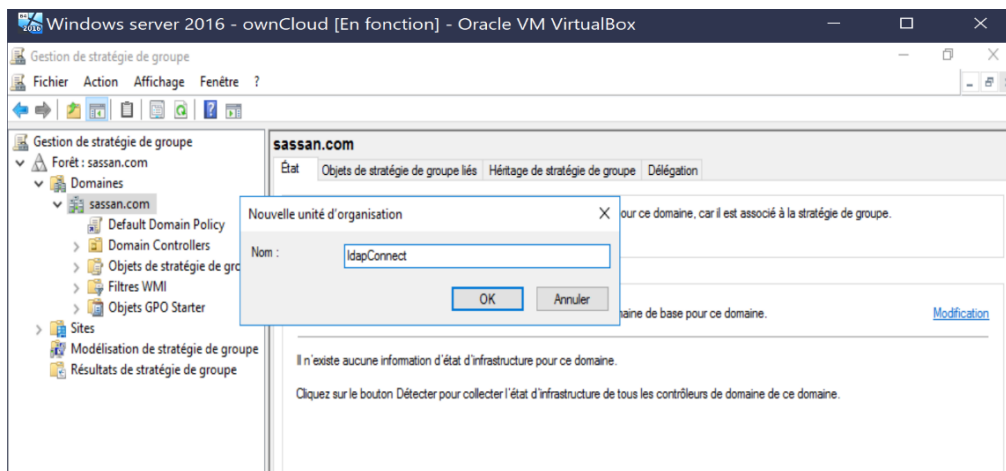 Windows server 2016 - ownCloud [En fonction] - Oracle VM VirtualBox
Gestion de stratégie de groupe
Fichier Action Affichage Fenêtre ?
Gestion de stratégie de groupe
Forêt : sassan.com
Domaines
sassan.com
Default Domain Policy
Domain Controllers
Objets de stratégie de gro
Filtres WMI
Objets GPO Starter
Sites
Modélisation de stratégie de groupe
Résultats de stratégie de groupe
sassan.com
État Objets de stratégie de groupe liés Héritage de stratégie de groupe Délégation
our ce domaine, car il est associé à la stratégie de groupe.
Nouvelle unité d'organisation
Nom :
ldapConnect
OK Annuler
naine de base pour ce domaine. Modification
Il n'existe aucune information d'état d'infrastructure pour ce domaine.
Cliquez sur le bouton Détecter pour collecter l'état d'infrastructure de tous les contrôleurs de domaine de ce domaine.